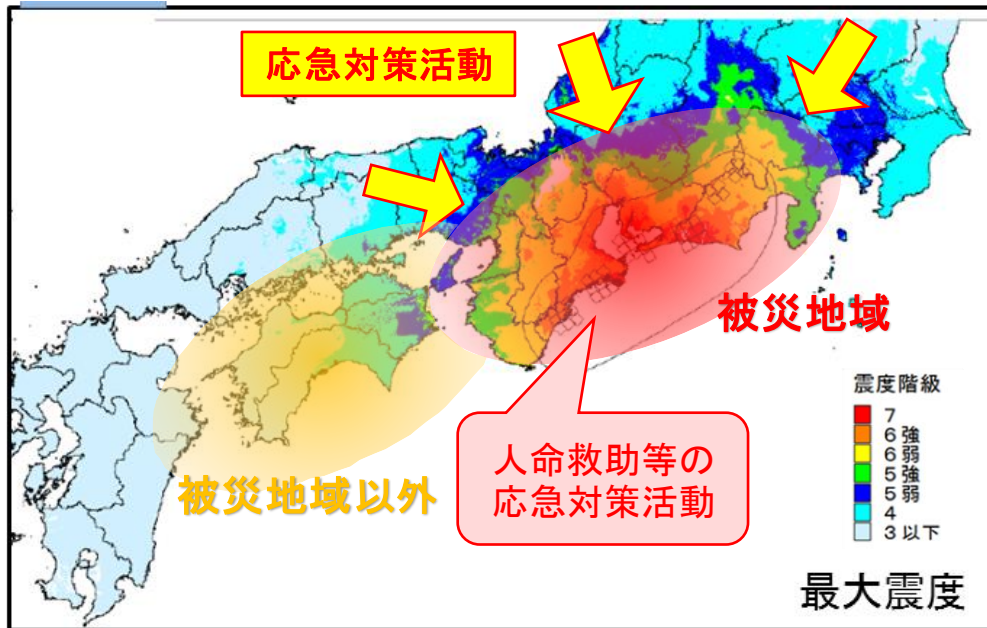 応急対策活動
被災地域
被災地域以外
人命救助等の
応急対策活動
震度階級
7
6強
6弱
5強
5弱
4
3以下
最大震度